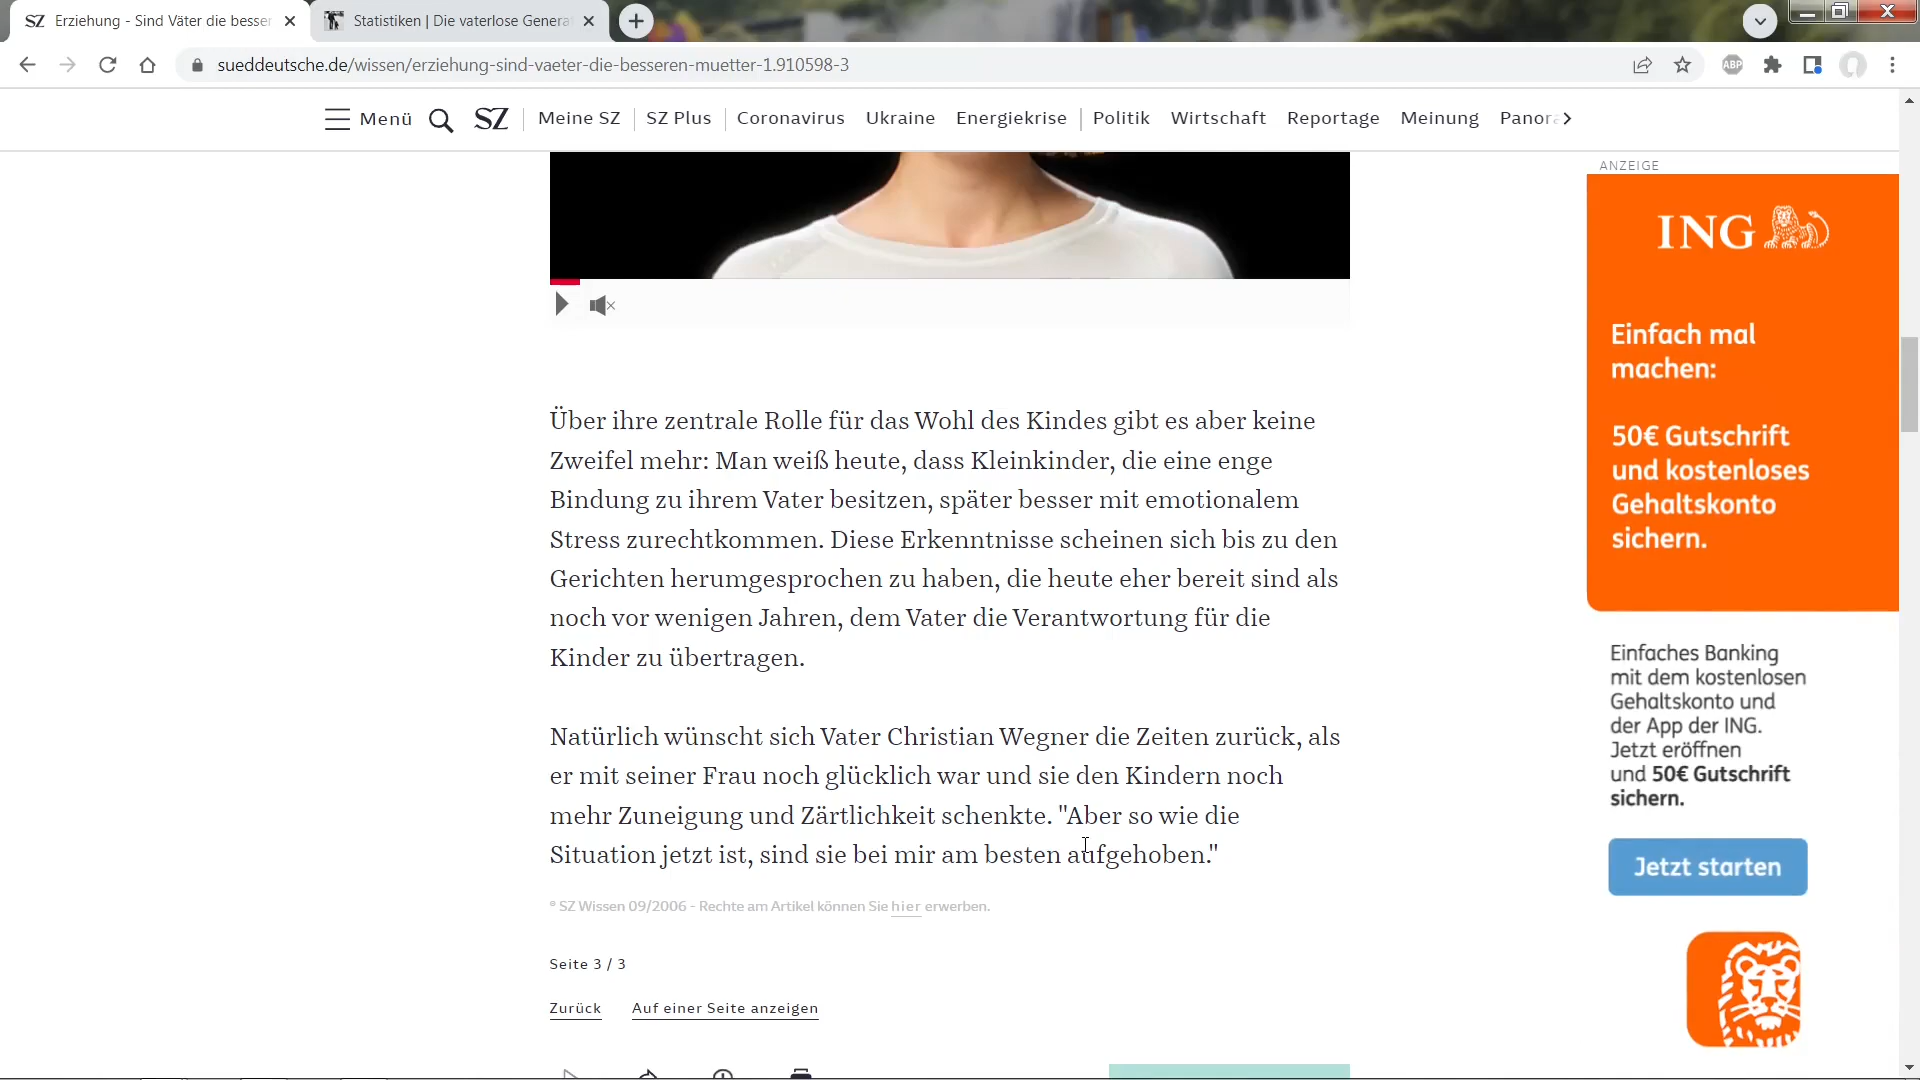 SZ Erziehung - Sind Väter die besser
Statistiken | Die vaterlose Genera
sueddeutsche.de/wissen/erziehung-sind-vaeter-die-besseren-muetter-1.910598-3
ABP
Menü
SZ
Meine SZ
SZ Plus
Coronavirus
Ukraine
Energiekrise
Politik
Wirtschaft
Reportage
Meinung
Panor
Über ihre zentrale Rolle für das Wohl des Kindes gibt es aber keine
Zweifel mehr: Man weiß heute, dass Kleinkinder, die eine enge
Bindung zu ihrem Vater besitzen, später besser mit emotionalem
Stress zurechtkommen. Diese Erkenntnisse scheinen sich bis zu den
Gerichten herumgesprochen zu haben, die heute eher bereit sind als
noch vor wenigen Jahren, dem Vater die Verantwortung für die
Kinder zu übertragen.
Natürlich wünscht sich Vater Christian Wegner die Zeiten zurück, als
er mit seiner Frau noch glücklich war und sie den Kindern noch
mehr Zuneigung und Zärtlichkeit schenkte. "Aber so wie die
Situation jetzt ist, sind sie bei mir am besten aufgehoben."
® SZ Wissen 09/2006 - Rechte am Artikel können Sie hier erwerben.
Seite 3 / 3
Zurück
Auf einer Seite anzeigen
ANZEIGE
ING
Einfach mal
machen:
50€ Gutschrift
und kostenloses
Gehaltskonto
sichern.
Einfaches Banking
mit dem kostenlosen
Gehaltskonto und
der App der ING.
Jetzt eröffnen
und 50€ Gutschrift
sichern.
Jetzt starten